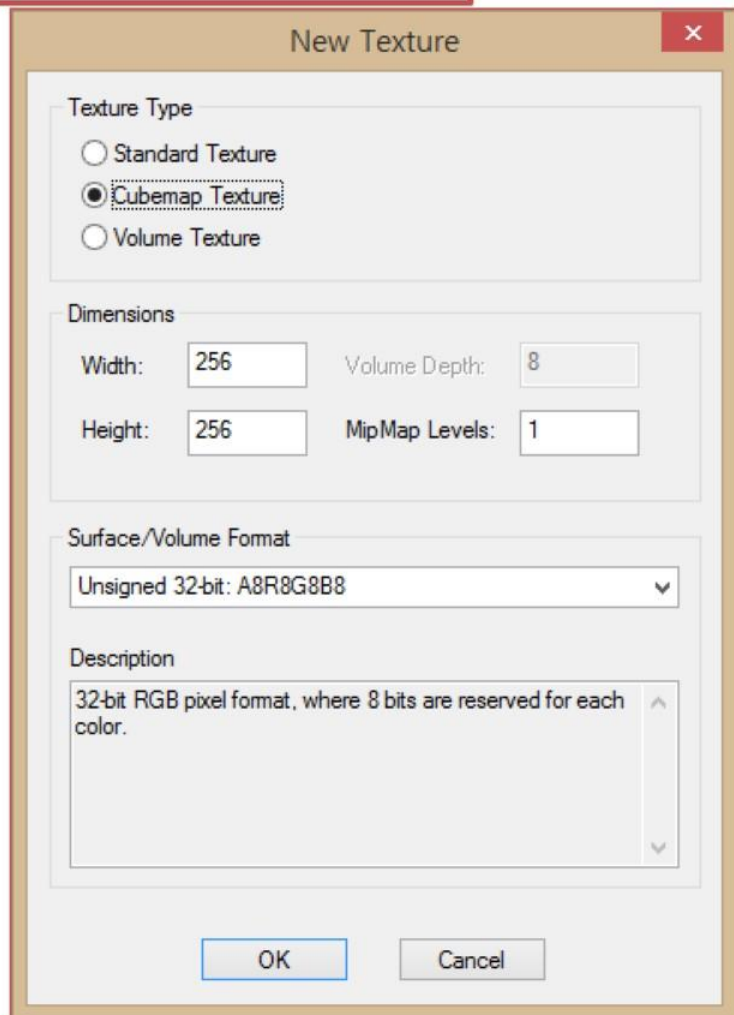 New Texture
Texture Type
Standard Texture
Cubemap Texture
Volume Texture
Dimensions
Width: 256 Volume Depth: 8
Height: 256 MipMap Levels: 1
Surface/Volume Format
Unsigned 32-bit: A8R8G8B8
Description
32-bit RGB pixel format, where 8 bits are reserved for each
color.
OK Cancel